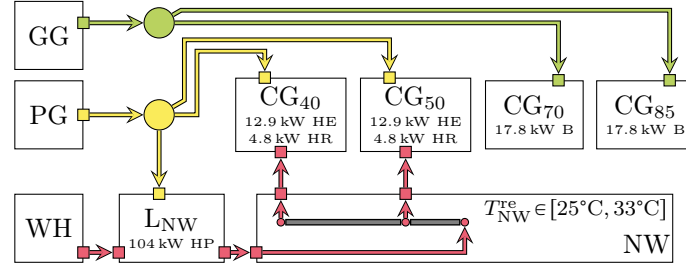 GG
PG
CG40
12.9 kW HE
4.8 kW HR
CG50
12.9 kW HE
4.8 kW HR
CG70
17.8 kW B
CG85
17.8 kW B
WH
LNW
104 kW HP
T^re_NW ∈ [25°C, 33°C]
NW